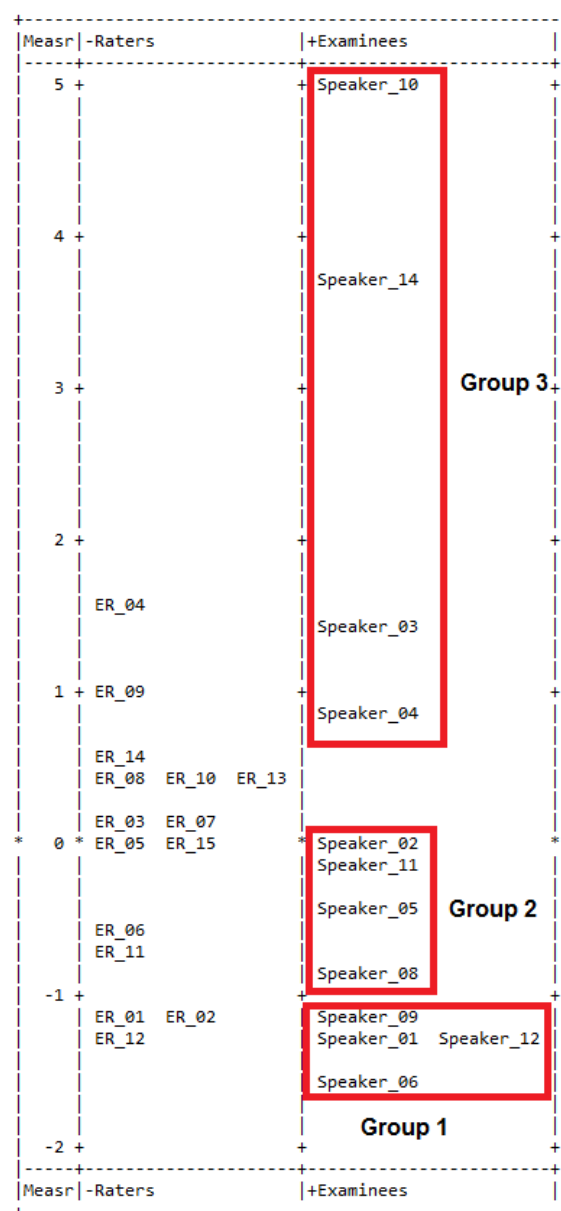 +-----------------------------------------------------
|Measr|-Raters |+Examinees |
|-----+-----------------------+-----------------------+
5 + + Speaker_10 +
4 + + +
Speaker_14
Group 3
3 + + +
2 + + +
ER_04
Speaker_03
1 + ER_09 + +
Speaker_04
ER_14
ER_08 ER_10 ER_13
ER_03 ER_07
* 0 * ER_05 ER_15 * Speaker_02 *
Speaker_11
Speaker_05 Group 2
ER_06
ER_11
Speaker_08
-1 + + +
ER_01 ER_02 Speaker_09
ER_12 Speaker_01 Speaker_12
Speaker_06
Group 1
-2 + + +
|-----+-----------------------+-----------------------+
|Measr|-Raters |+Examinees |